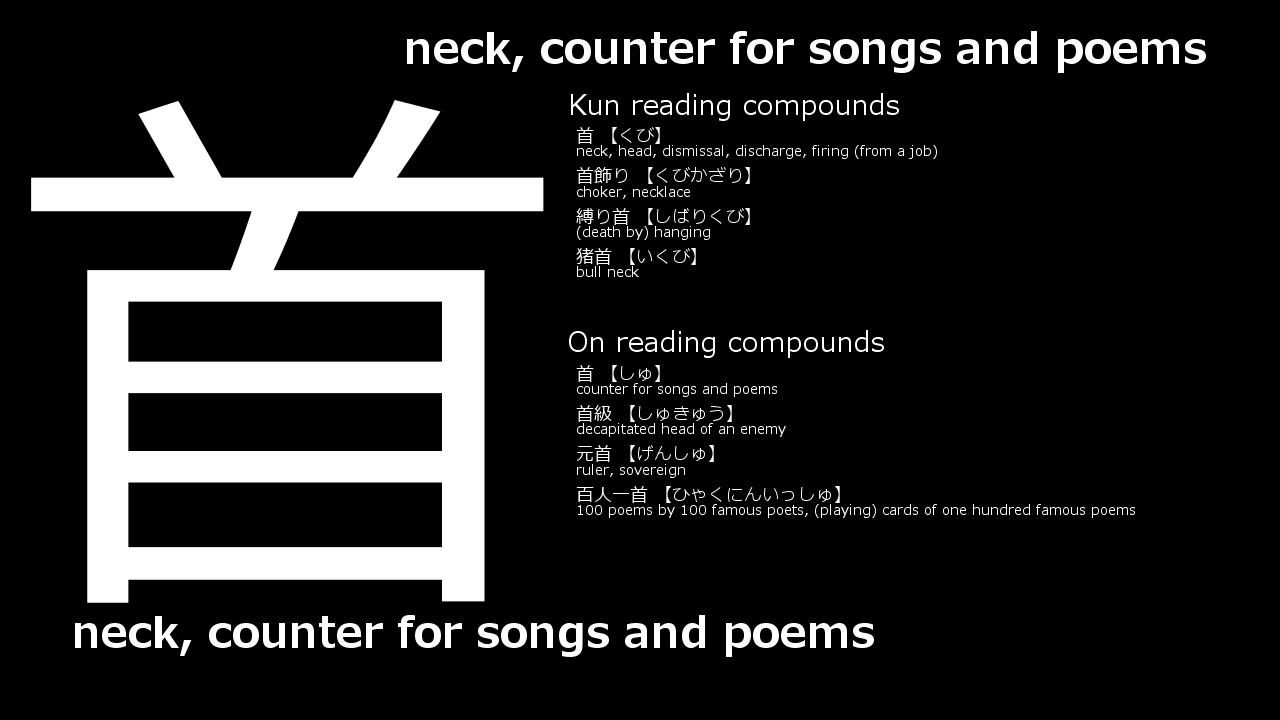 neck, counter for songs and poems
首
Kun reading compounds
首 【くび】
neck, head, dismissal, discharge, firing (from a job)
首飾り 【くびかざり】
choker, necklace
縛り首 【しばりくび】
(death by) hanging
猪首 【いくび】
bull neck
On reading compounds
首 【しゅ】
counter for songs and poems
首級 【しゅきゅう】
decapitated head of an enemy
元首 【げんしゅ】
ruler, sovereign
百人一首 【ひゃくにんいっしゅ】
100 poems by 100 famous poets, (playing) cards of one hundred famous poems
neck, counter for songs and poems